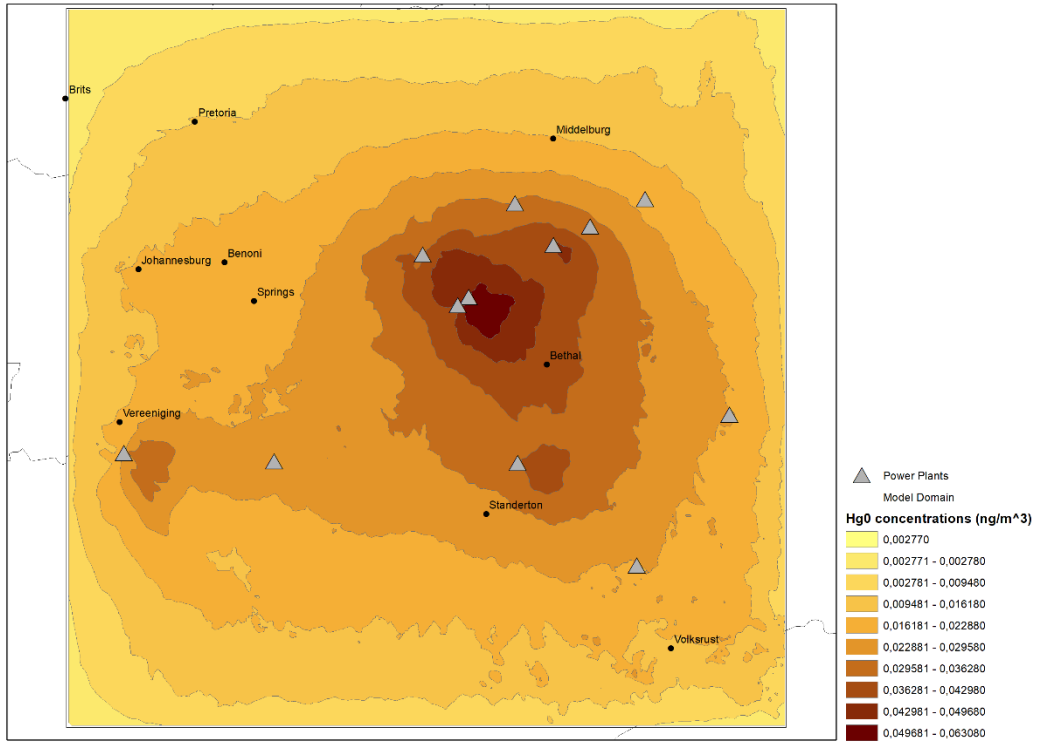 Brits
Pretoria
Middelburg
Johannesburg
Benoni
Springs
Bethal
Vereeniging
Standerton
Volksrust
Power Plants
Model Domain
Hg0 concentrations (ng/m^3)
0,002770
0,002771 - 0,002780
0,002781 - 0,009480
0,009481 - 0,016180
0,016181 - 0,022880
0,022881 - 0,029580
0,029581 - 0,036280
0,036281 - 0,042980
0,042981 - 0,049680
0,049681 - 0,063080